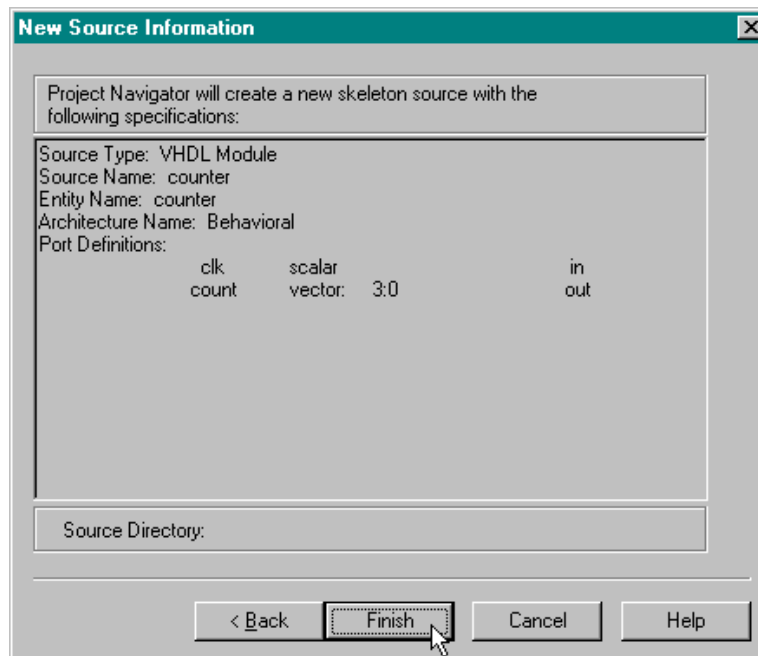 New Source Information
Project Navigator will create a new skeleton source with the
following specifications:
Source Type: VHDL Module
Source Name: counter
Entity Name: counter
Architecture Name: Behavioral
Port Definitions:
clk scalar in
count vector: 3:0 out
Source Directory:
< Back Finish Cancel Help